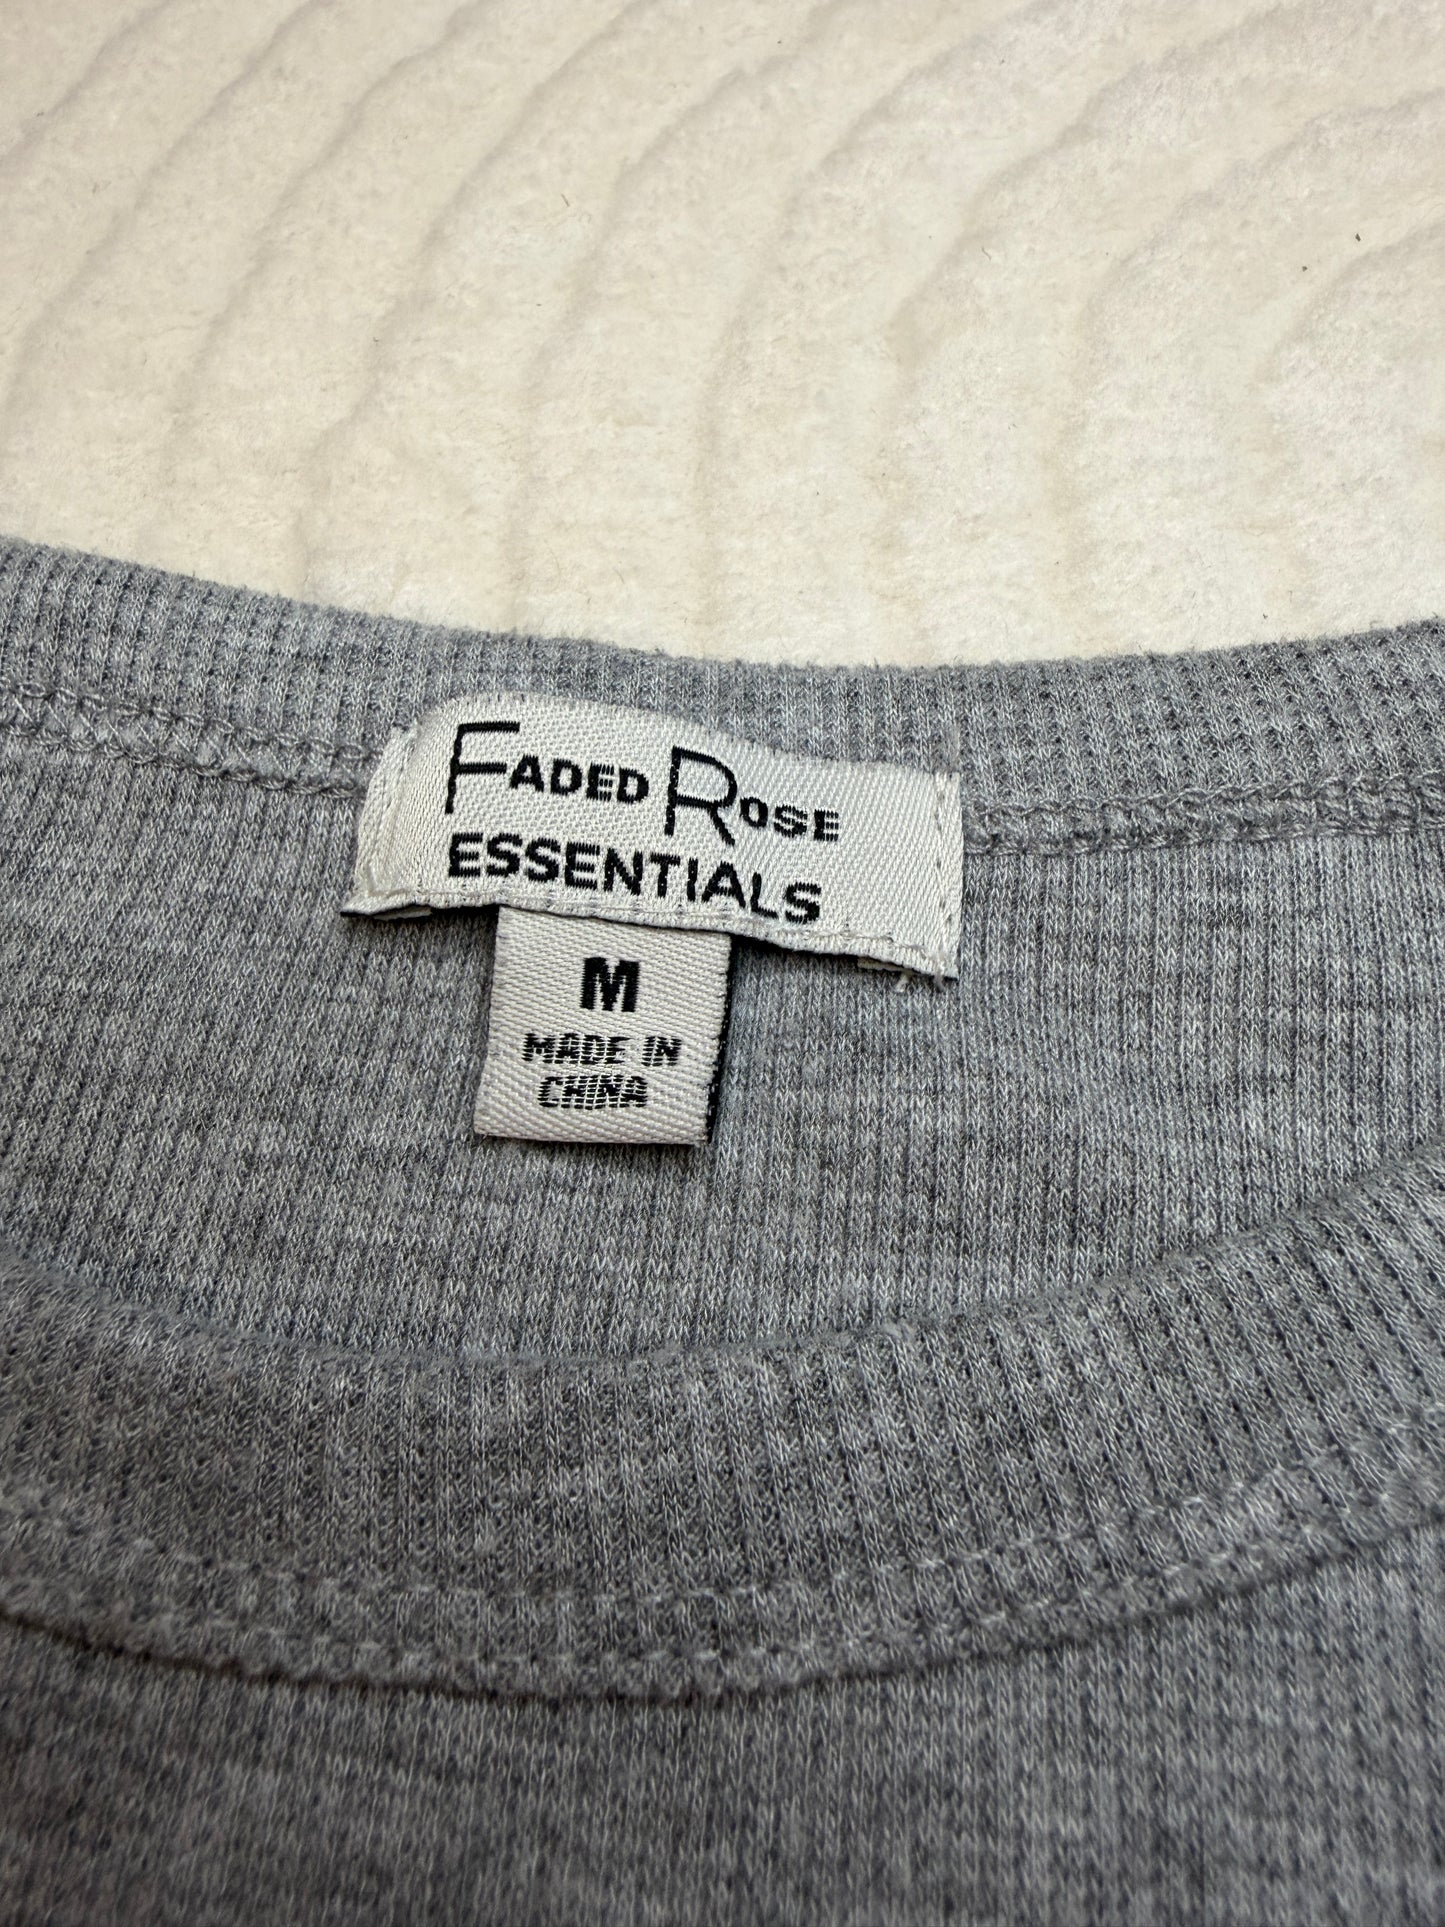 FADED ROSE
ESSENTIALS
M
MADE IN
CHINA